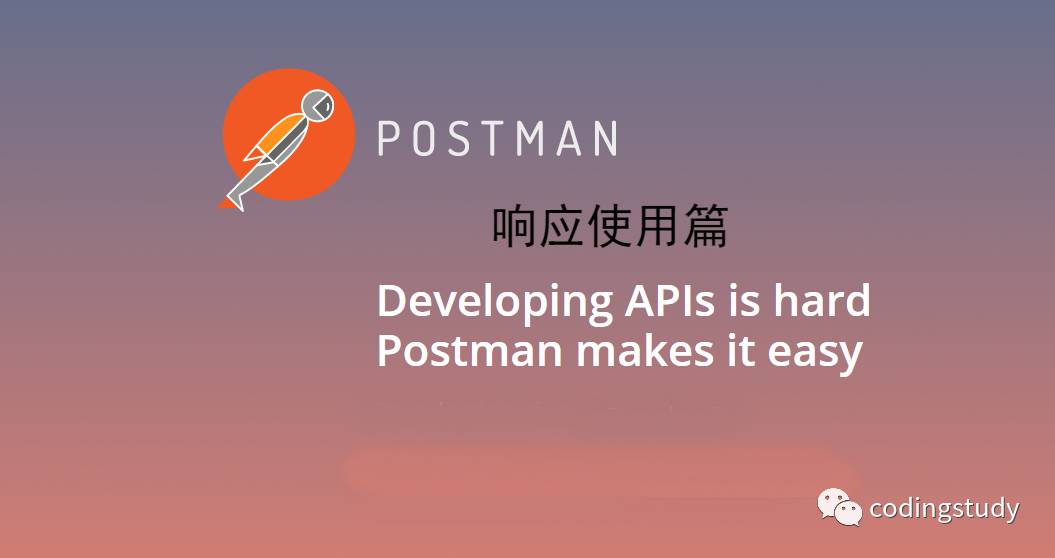 POSTMAN
响应使用篇
Developing APIs is hard
Postman makes it easy
codingstudy